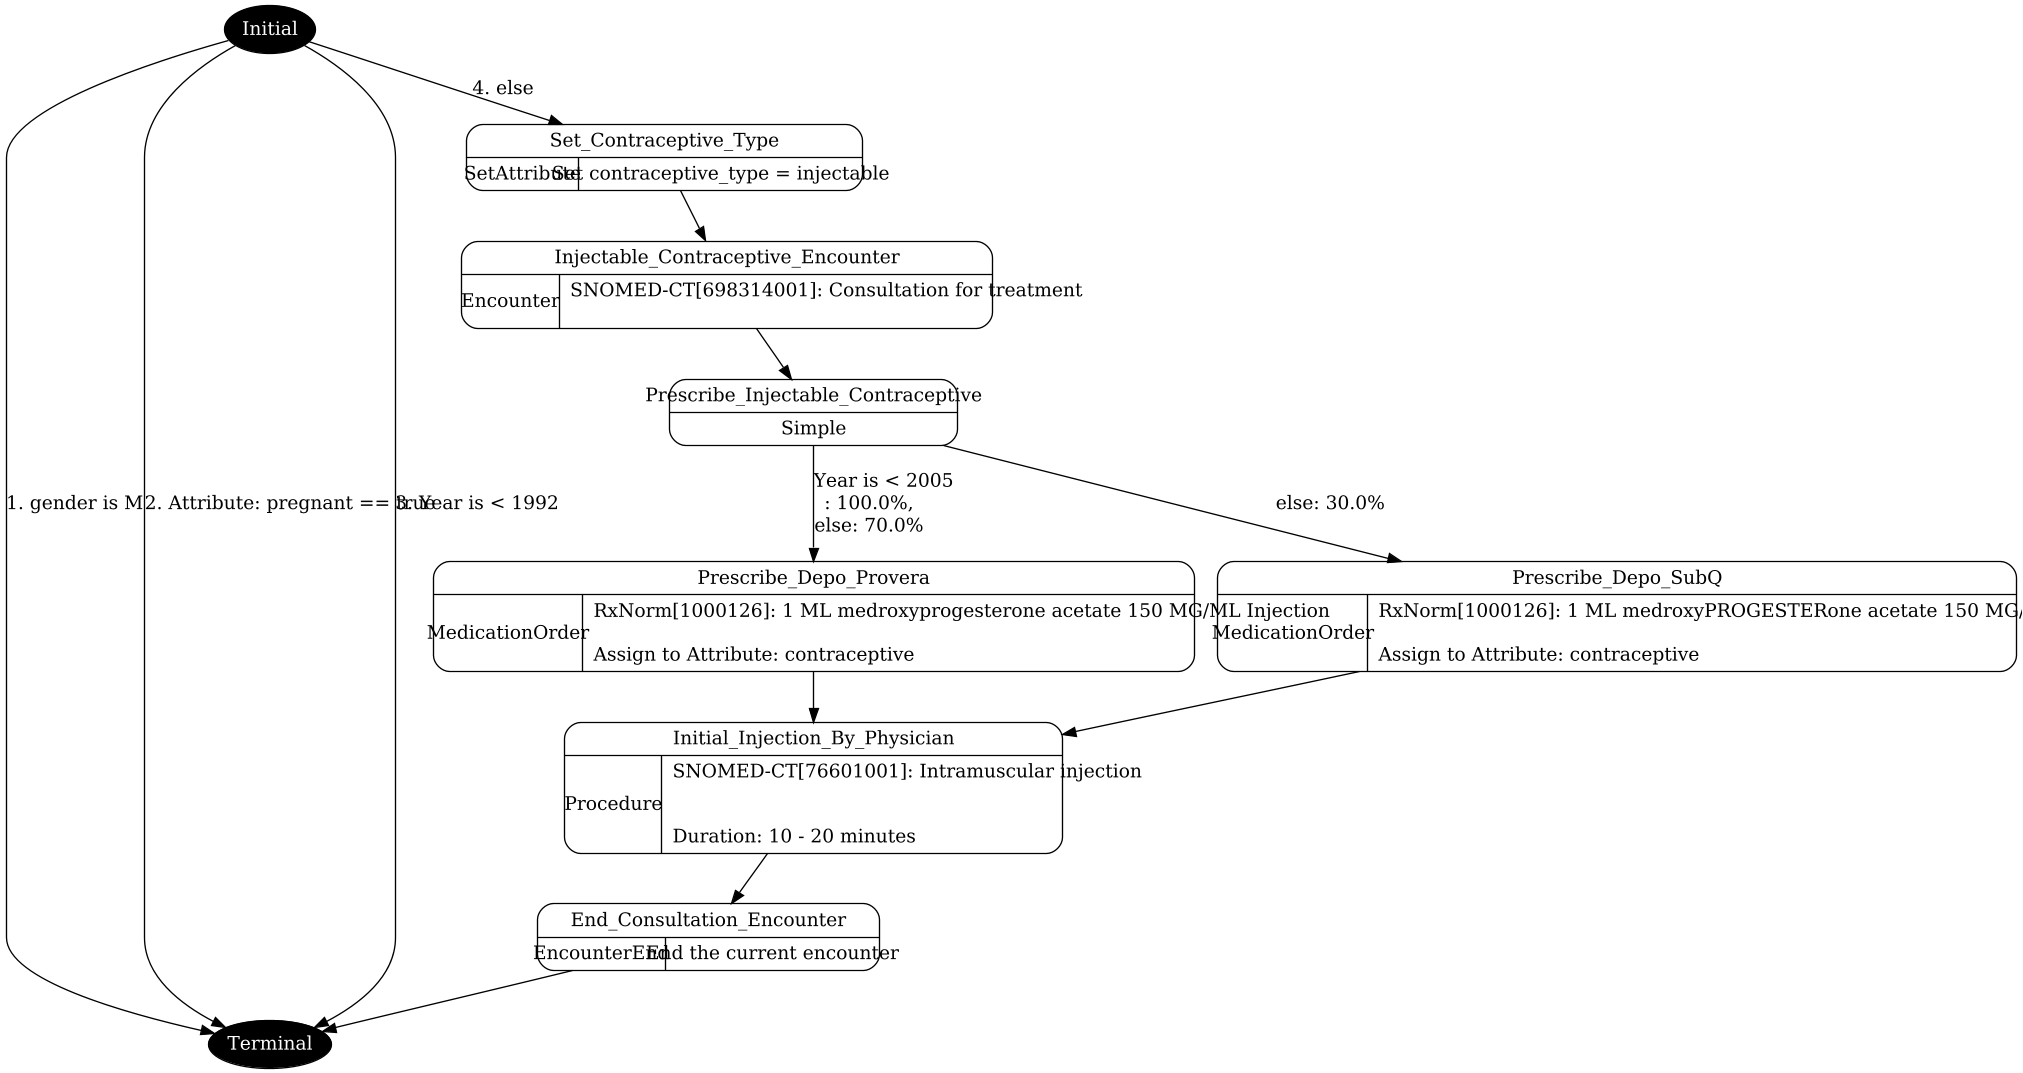 Initial
4. else
Set_Contraceptive_Type
SetAttribute
Set contraceptive_type = injectable
Injectable_Contraceptive_Encounter
Encounter
SNOMED-CT[698314001]: Consultation for treatment
Prescribe_Injectable_Contraceptive
Simple
1. gender is M
2. Attribute: pregnant == true
3. Year is < 1992
Year is < 2005
: 100.0%,
else: 70.0%
else: 30.0%
Prescribe_Depo_Provera
MedicationOrder
RxNorm[1000126]: 1 ML medroxyprogesterone acetate 150 MG/ML Injection
Assign to Attribute: contraceptive
Prescribe_Depo_SubQ
MedicationOrder
RxNorm[1000126]: 1 ML medroxyPROGESTERone acetate 150 MG/
Assign to Attribute: contraceptive
Initial_Injection_By_Physician
Procedure
SNOMED-CT[76601001]: Intramuscular injection
Duration: 10 - 20 minutes
End_Consultation_Encounter
EncounterEnd
End the current encounter
Terminal